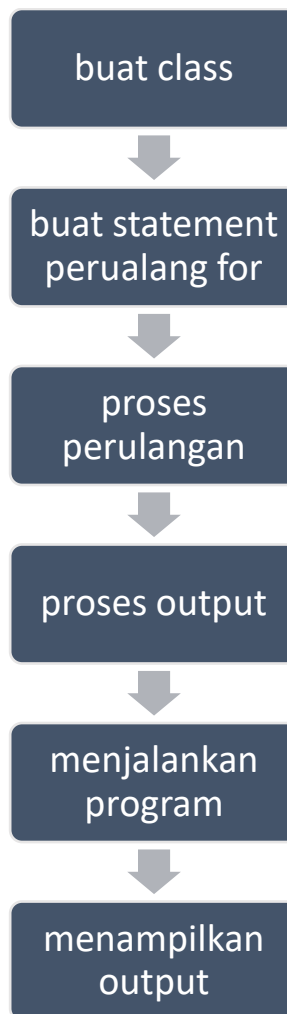 buat class
buat statement
perualang for
proses
perulangan
proses output
menjalankan
program
menampilkan
output